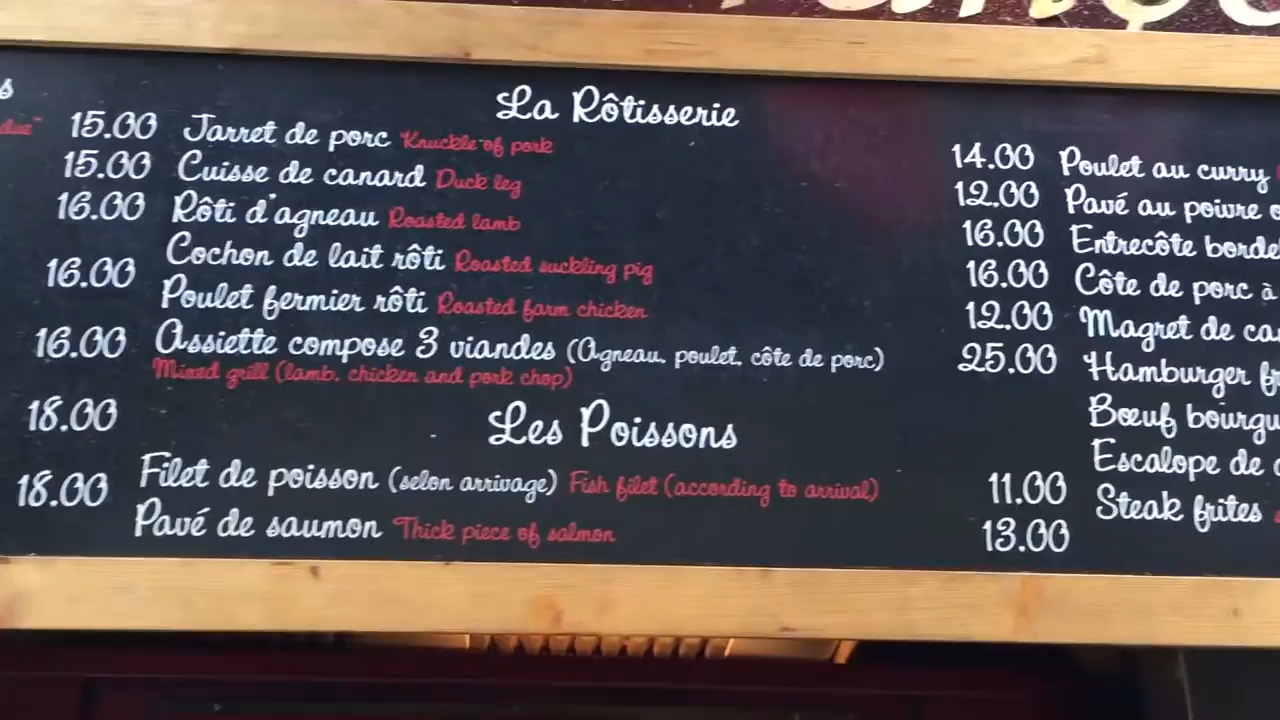 La Rôtisserie
15.00 Jarret de porc Knuckle of pork 14.00
15.00 Cuisse de canard Duck leg 12.00
16.00 Rôti d'agneau Roasted lamb 16.00
Cochon de lait rôti Roasted suckling pig 16.00
16.00 Poulet fermier rôti Roasted farm chicken 12.00
16.00 Assiette compose 3 viandes (Agneau, poulet, côte de porc) 25.00
Mixed grill (lamb, chicken and pork chop)
18.00
Les Poissons
18.00 Filet de poisson (selon arrivage) Fish filet (according to arrival) 11.00
Pavé de saumon Thick piece of salmon 13.00
Poulet au curry
Pavé au poivre
Entrecôte
Côte de porc à
Magret de
Hamburger
Bœuf
Escalope de
Steak frites